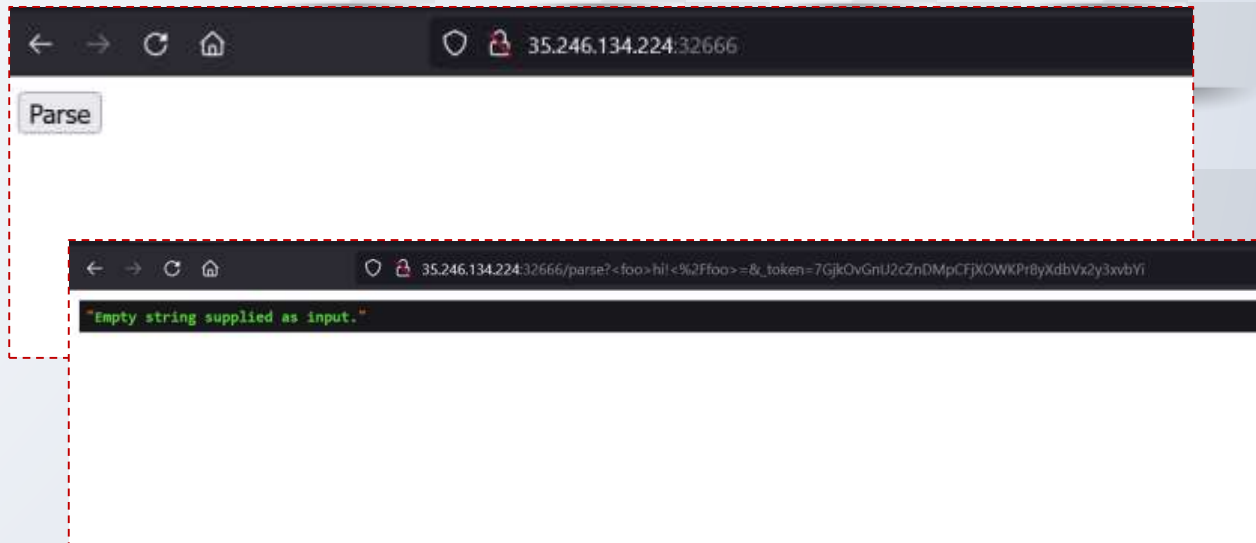 35.246.134.224:32666
Parse
35.246.134.224:32666/parse?<foo>hi!<%2Ffoo>=&_token=7GjkOvGnU2cZnDMpCFjXOWKPr8yXdbVx2y3xvbYi
"Empty string supplied as input."